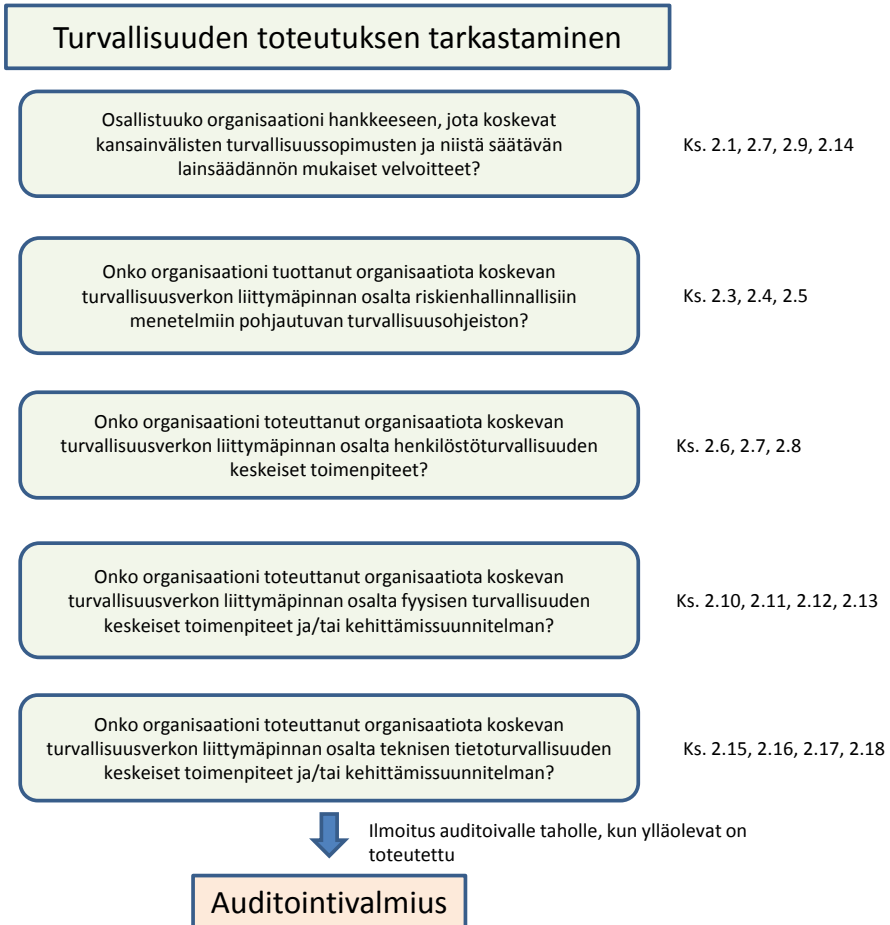 Turvallisuuden toteutuksen tarkastaminen
Osallistuuko organisaationi hankkeeseen, jota koskevat
kansainvälisten turvallisuussopimusten ja niistä säätävän
lainsäädännön mukaiset velvoitteet?
Ks. 2.1, 2.7, 2.9, 2.14
Onko organisaationi tuottanut organisaatiota koskevan
turvallisuusverkon liittymäpinnan osalta riskienhallinnallisiin
menetelmiin pohjautuvan turvallisuusohjeiston?
Ks. 2.3, 2.4, 2.5
Onko organisaationi toteuttanut organisaatiota koskevan
turvallisuusverkon liittymäpinnan osalta henkilöstöturvallisuuden
keskeiset toimenpiteet?
Ks. 2.6, 2.7, 2.8
Onko organisaationi toteuttanut organisaatiota koskevan
turvallisuusverkon liittymäpinnan osalta fyysisen turvallisuuden
keskeiset toimenpiteet ja/tai kehittämissuunnitelman?
Ks. 2.10, 2.11, 2.12, 2.13
Onko organisaationi toteuttanut organisaatiota koskevan
turvallisuusverkon liittymäpinnan osalta teknisen tietoturvallisuuden
keskeiset toimenpiteet ja/tai kehittämissuunnitelman?
Ks. 2.15, 2.16, 2.17, 2.18
Ilmoitus auditoivalle taholle, kun ylläolevat on
toteutettu
Auditointivalmius